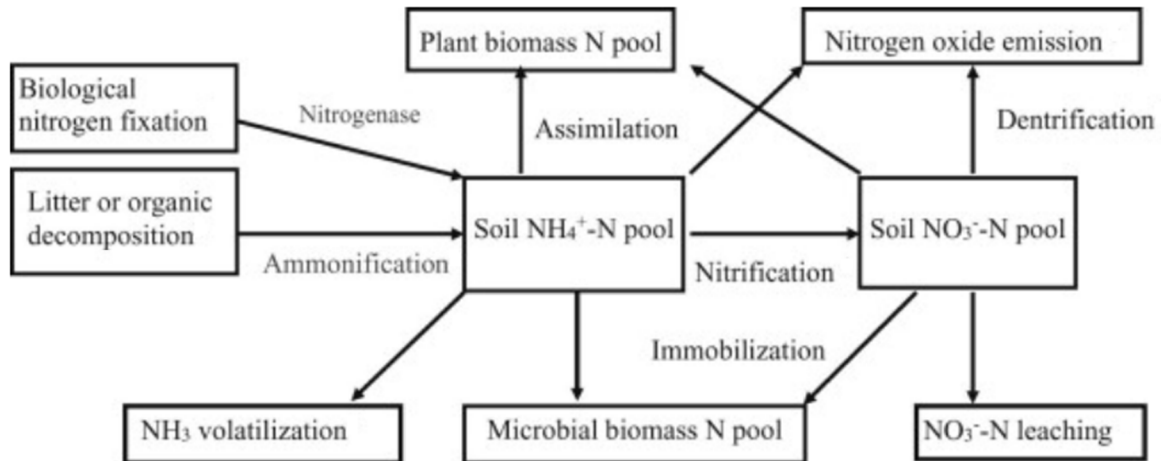 Plant biomass N pool
Nitrogen oxide emission
Biological
nitrogen fixation
Nitrogenase
Assimilation
Dentrification
Litter or organic
decomposition
Soil NH₄⁺-N pool
Soil NO₃⁻-N pool
Ammonification
Nitrification
Immobilization
NH₃ volatilization
Microbial biomass N pool
NO₃⁻-N leaching